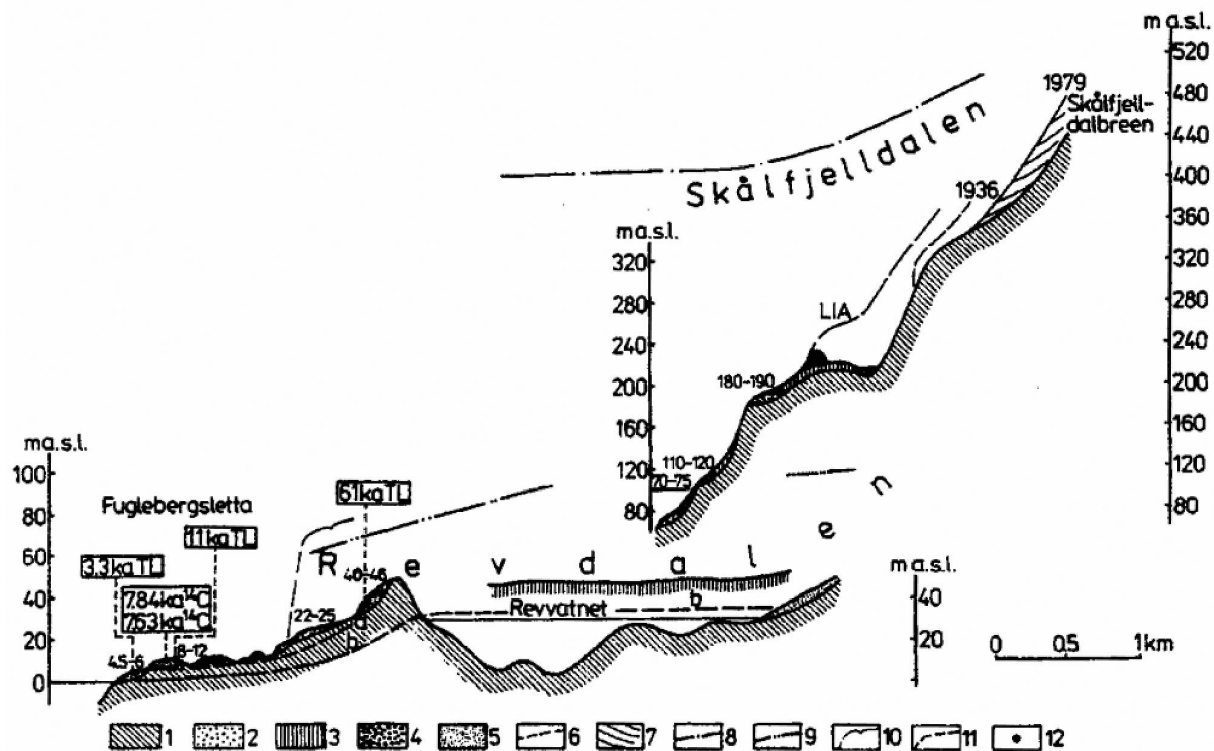 m a.s.l.
520
480
440
400
360
320
280
240
200
160
120
80
1979
Skålfjell-
dalbreen
Skålfjelldalen
1936
m a.s.l.
320
280
240
200
160
120
80
LIA
180-190
110-120
70-75
m a.s.l.
100
80
60
40
20
0
Fuglebergsletta
61 ka TL
11 ka TL
3.3 ka TL
7.84 ka 14C
7.63 ka 14C
4.5-6
8-12
22-25
40-46
a
b
Revdalen
Revvatnet
b
m a.s.l.
40
20
0 0.5 1 km
1 2 3 4 5 6 7 8 9 10 11 12